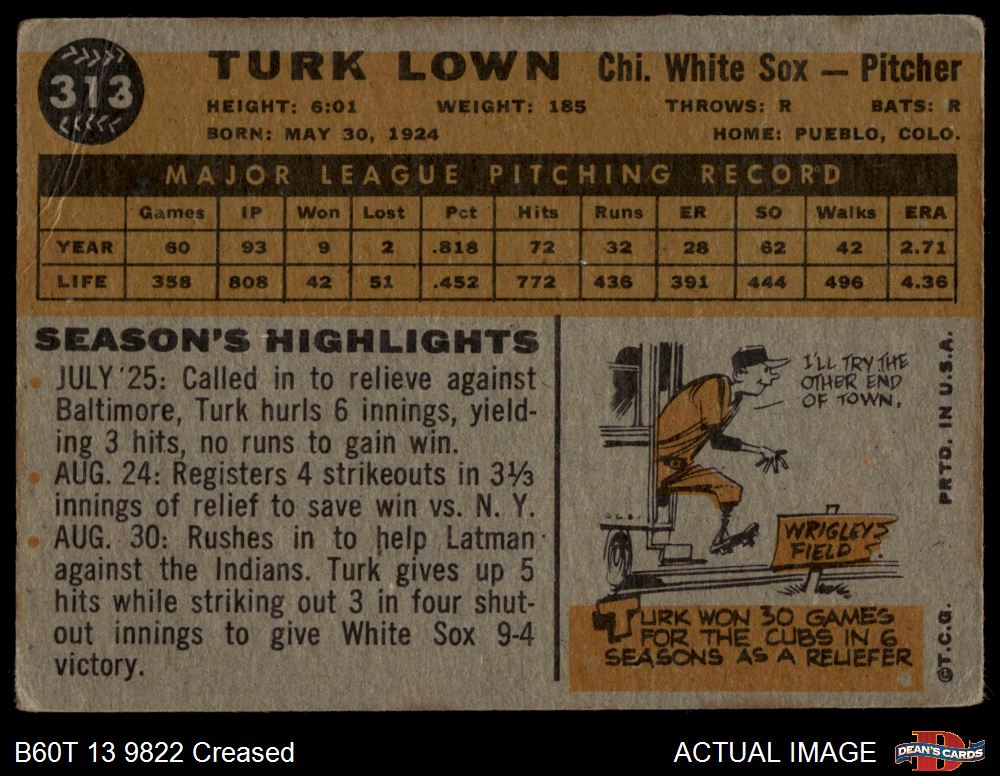 313
TURK LOWN Chi. White Sox — Pitcher
HEIGHT: 6:01 WEIGHT: 185 THROWS: R BATS: R
BORN: MAY 30, 1924 HOME: PUEBLO, COLO.
MAJOR LEAGUE PITCHING RECORD
Games IP Won Lost Pct Hits Runs ER SO Walks ERA
YEAR 60 93 9 2 .818 72 32 28 62 42 2.71
LIFE 358 808 42 51 .452 772 436 391 444 496 4.36
SEASON'S HIGHLIGHTS
• JULY 25: Called in to relieve against
Baltimore, Turk hurls 6 innings, yield-
ing 3 hits, no runs to gain win.
• AUG. 24: Registers 4 strikeouts in 3⅓
innings of relief to save win vs. N. Y.
• AUG. 30: Rushes in to help Latman
against the Indians. Turk gives up 5
hits while striking out 3 in four shut-
out innings to give White Sox 9-4
victory.
I'LL TRY THE
OTHER END
OF TOWN.
WRIGLEY
FIELD
TURK WON 30 GAMES
FOR THE CUBS IN 6
SEASONS AS A RELIEFER
PRTD. IN U.S.A.
©T.C.G.
B60T 13 9822 Creased
ACTUAL IMAGE
D
DEAN'S CARDS